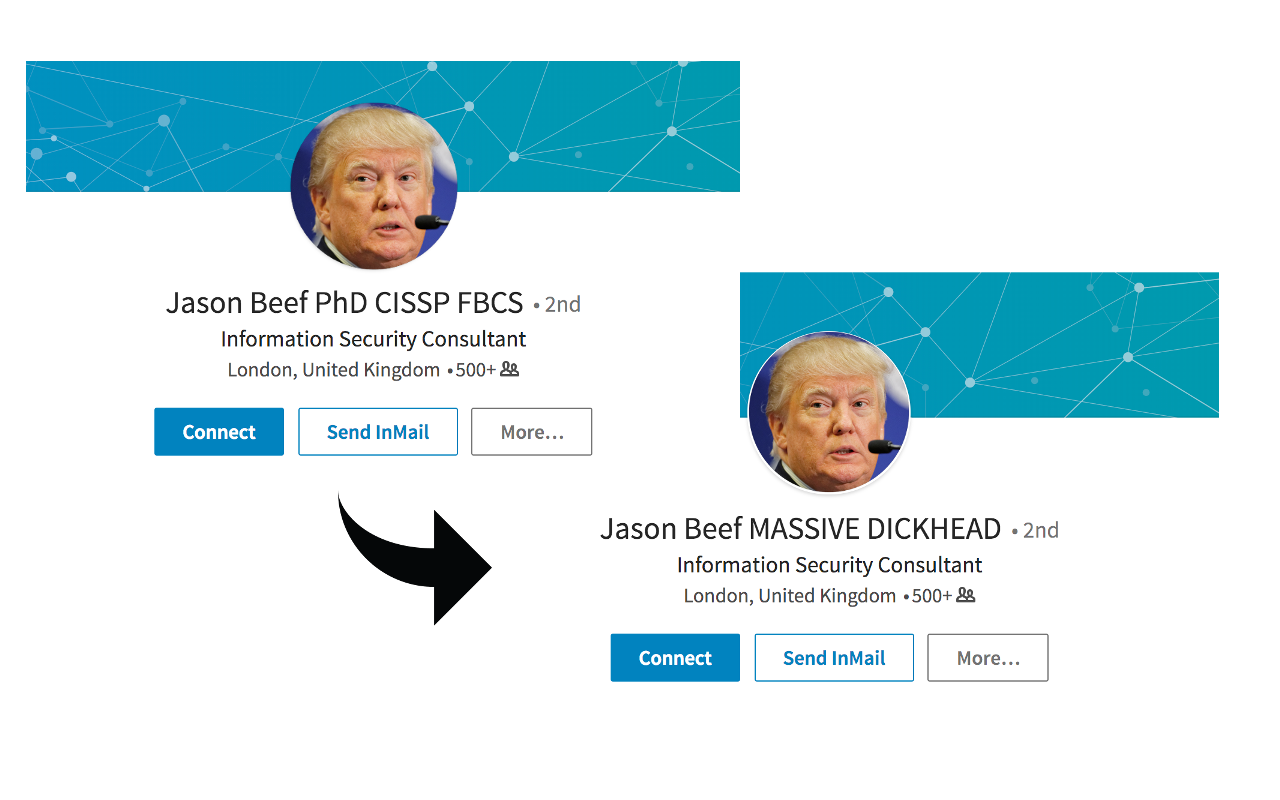 Jason Beef PhD CISSP FBCS • 2nd
Information Security Consultant
London, United Kingdom • 500+
Connect
Send InMail
More...
Jason Beef MASSIVE DICKHEAD • 2nd
Information Security Consultant
London, United Kingdom • 500+
Connect
Send InMail
More...